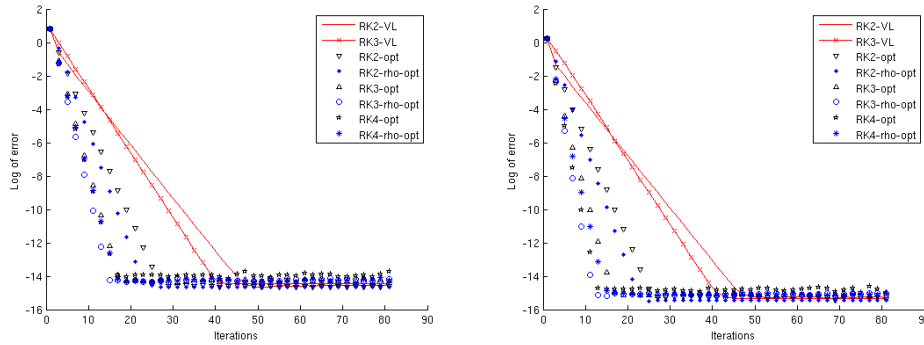 2
0
−2
−4
−6
−8
−10
−12
−14
−16
0 10 20 30 40 50 60 70 80 90
Log of error
Iterations
RK2-VL
RK3-VL
RK2-opt
RK2-rho-opt
RK3-opt
RK3-rho-opt
RK4-opt
RK4-rho-opt
2
0
−2
−4
−6
−8
−10
−12
−14
−16
0 10 20 30 40 50 60 70 80
Log of error
Iterations
RK2-VL
RK3-VL
RK2-opt
RK2-rho-opt
RK3-opt
RK3-rho-opt
RK4-opt
RK4-rho-opt